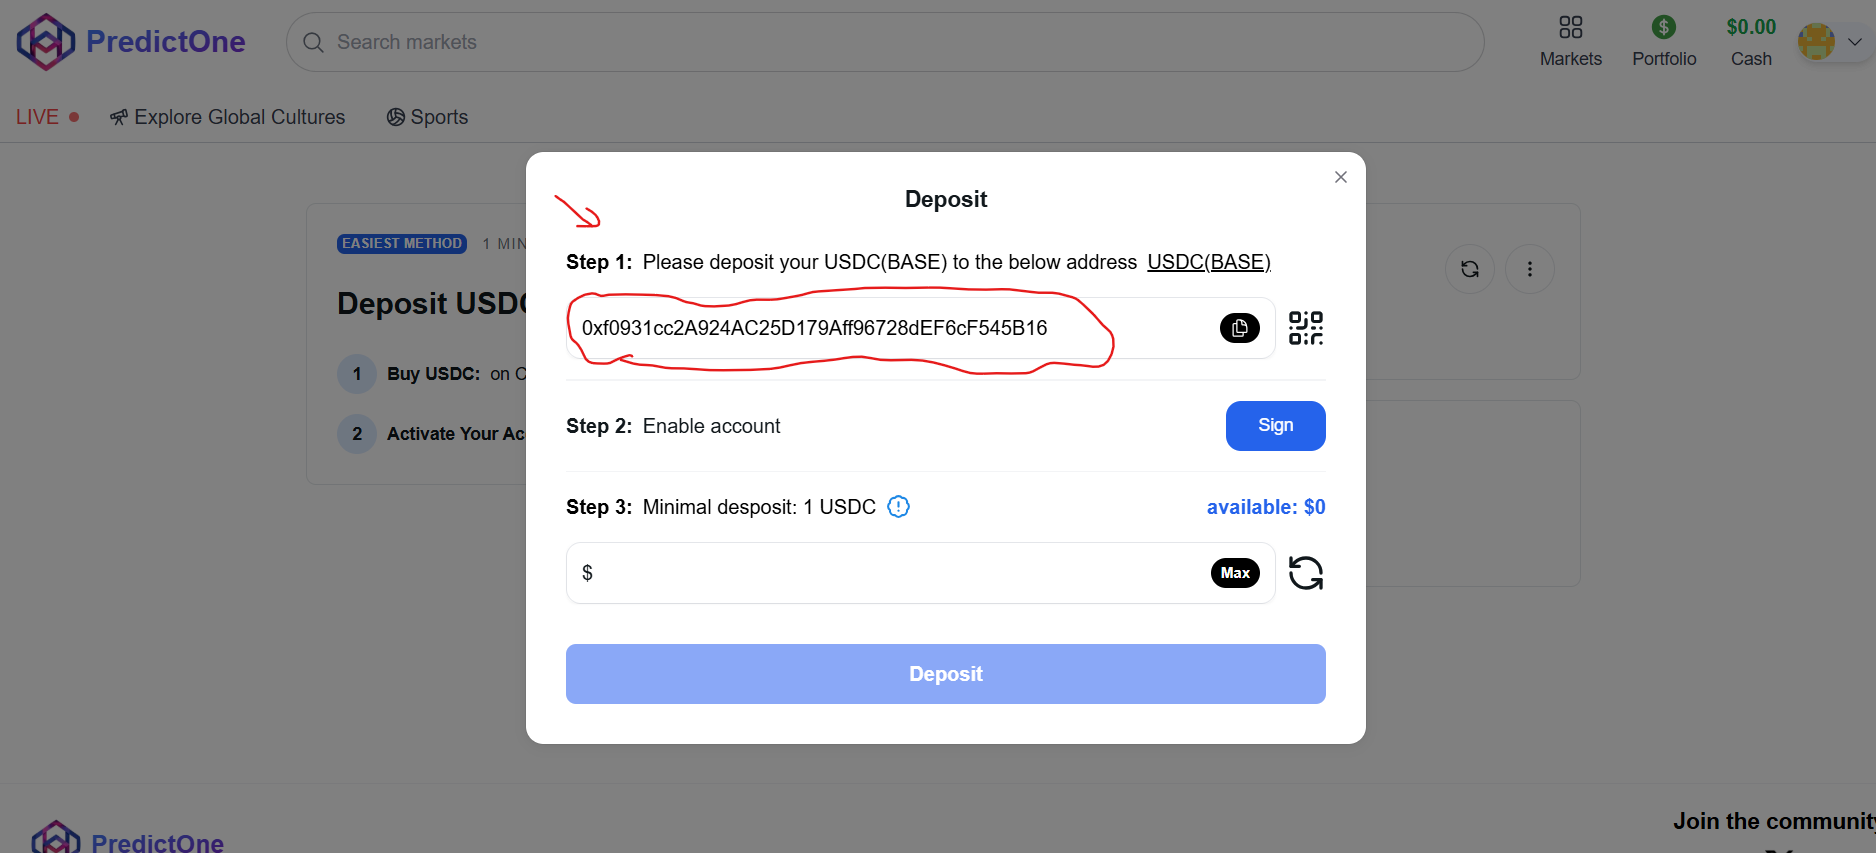 PredictOne
Search markets
Markets
Portfolio
$0.00
Cash
LIVE
Explore Global Cultures
Sports
EASIEST METHOD 1 MIN
Deposit USDC
1 Buy USDC: on C
2 Activate Your Ac
Deposit
Step 1: Please deposit your USDC(BASE) to the below address USDC(BASE)
0xf0931cc2A924AC25D179Aff96728dEF6cF545B16
Step 2: Enable account
Sign
Step 3: Minimal desposit: 1 USDC
available: $0
$
Max
Deposit
PredictOne
Join the community